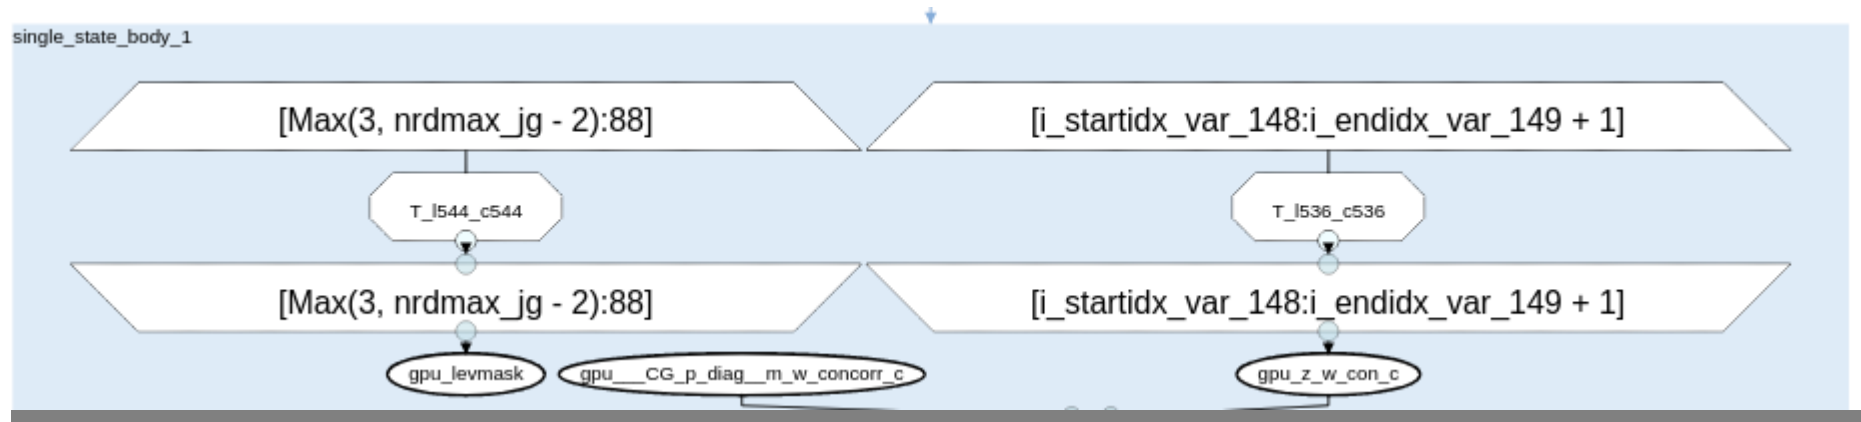 single_state_body_1
[Max(3, nrdmax_jg - 2):88]
[i_startidx_var_148:i_endidx_var_149 + 1]
T_l544_c544
T_l536_c536
[Max(3, nrdmax_jg - 2):88]
[i_startidx_var_148:i_endidx_var_149 + 1]
gpu_levmask
gpu___CG_p_diag__m_w_concorr_c
gpu_z_w_con_c